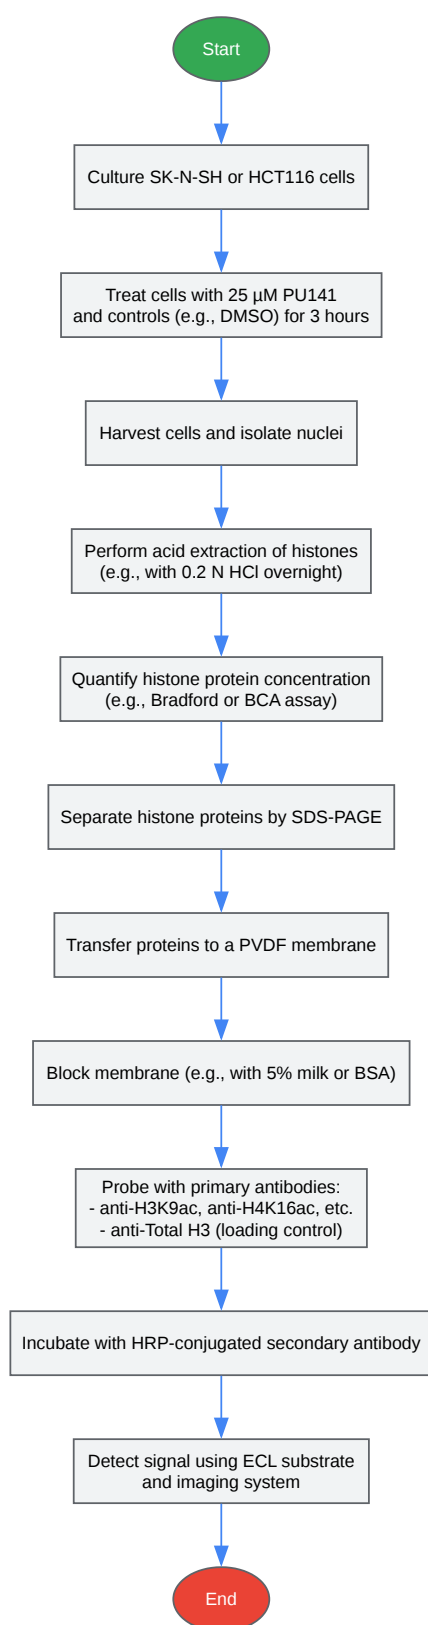 Start
Culture SK-N-SH or HCT116 cells
Treat cells with 25 µM PU141
and controls (e.g., DMSO) for 3 hours
Harvest cells and isolate nuclei
Perform acid extraction of histones
(e.g., with 0.2 N HCl overnight)
Quantify histone protein concentration
(e.g., Bradford or BCA assay)
Separate histone proteins by SDS-PAGE
Transfer proteins to a PVDF membrane
Block membrane (e.g., with 5% milk or BSA)
Probe with primary antibodies:
- anti-H3K9ac, anti-H4K16ac, etc.
- anti-Total H3 (loading control)
Incubate with HRP-conjugated secondary antibody
Detect signal using ECL substrate
and imaging system
End